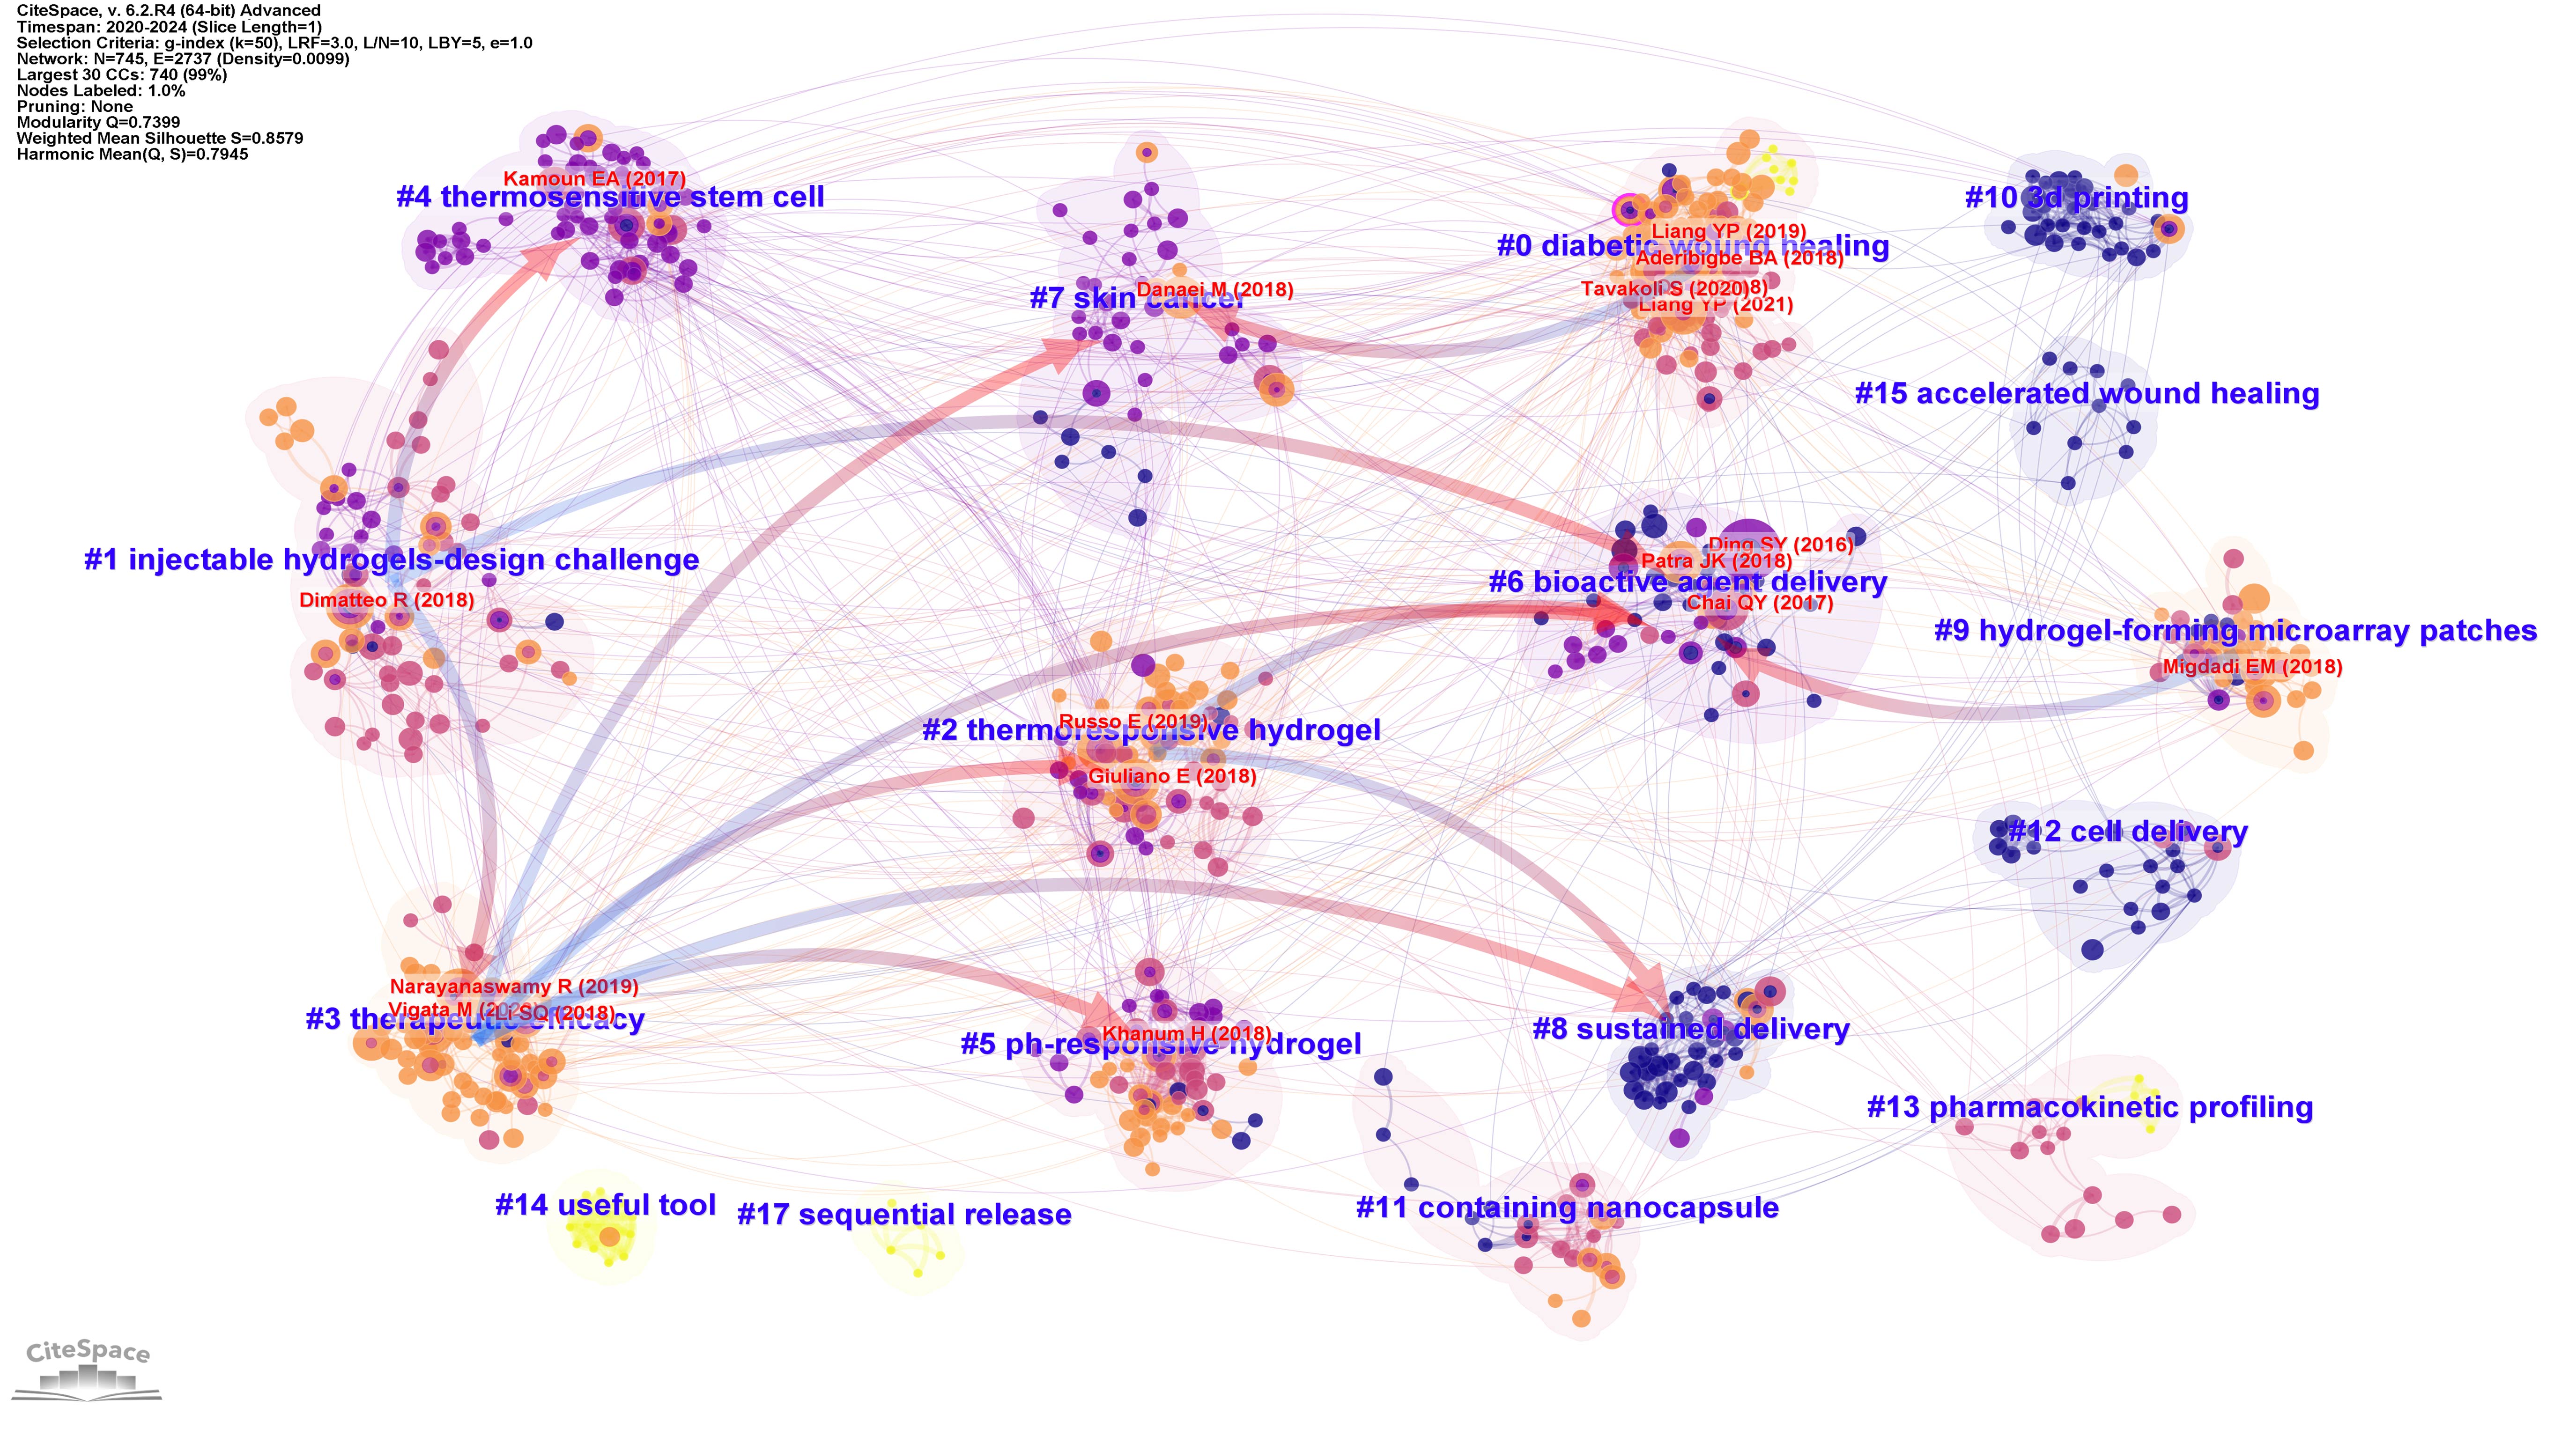 CiteSpace, v. 6.2.R4 (64-bit) Advanced
Timespan: 2020-2024 (Slice Length=1)
Selection Criteria: g-index (k=50), LRF=3.0, L/N=10, LBY=5, e=1.0
Network: N=745, E=2737 (Density=0.0099)
Largest 30 CCs: 740 (99%)
Nodes Labeled: 1.0%
Pruning: None
Modularity Q=0.7399
Weighted Mean Silhouette S=0.8579
Harmonic Mean(Q, S)=0.7945
Kamoun EA (2017)
#4 thermosensitive stem cell
#10 3d printing
Liang YP (2019)
#0 diabetic wound healing
Aderibigbe BA (2018)
Danaei M (2018)
#7 skin cancer
Tavakoli S (2020)
Liang YP (2021)
#15 accelerated wound healing
Ding SY (2016)
#1 injectable hydrogels-design challenge
Patra JK (2018)
#6 bioactive agent delivery
Dimatteo R (2018)
Chai QY (2017)
#9 hydrogel-forming microarray patches
Migdadi EM (2018)
Russo E (2019)
#2 thermoresponsive hydrogel
Giuliano E (2018)
#12 cell delivery
Narayanaswamy R (2019)
Vigata M
Li SQ (2018)
#3 therapeutic efficacy
Khanum H (2018)
#5 ph-responsive hydrogel
#8 sustained delivery
#13 pharmacokinetic profiling
#14 useful tool
#17 sequential release
#11 containing nanocapsule
CiteSpace